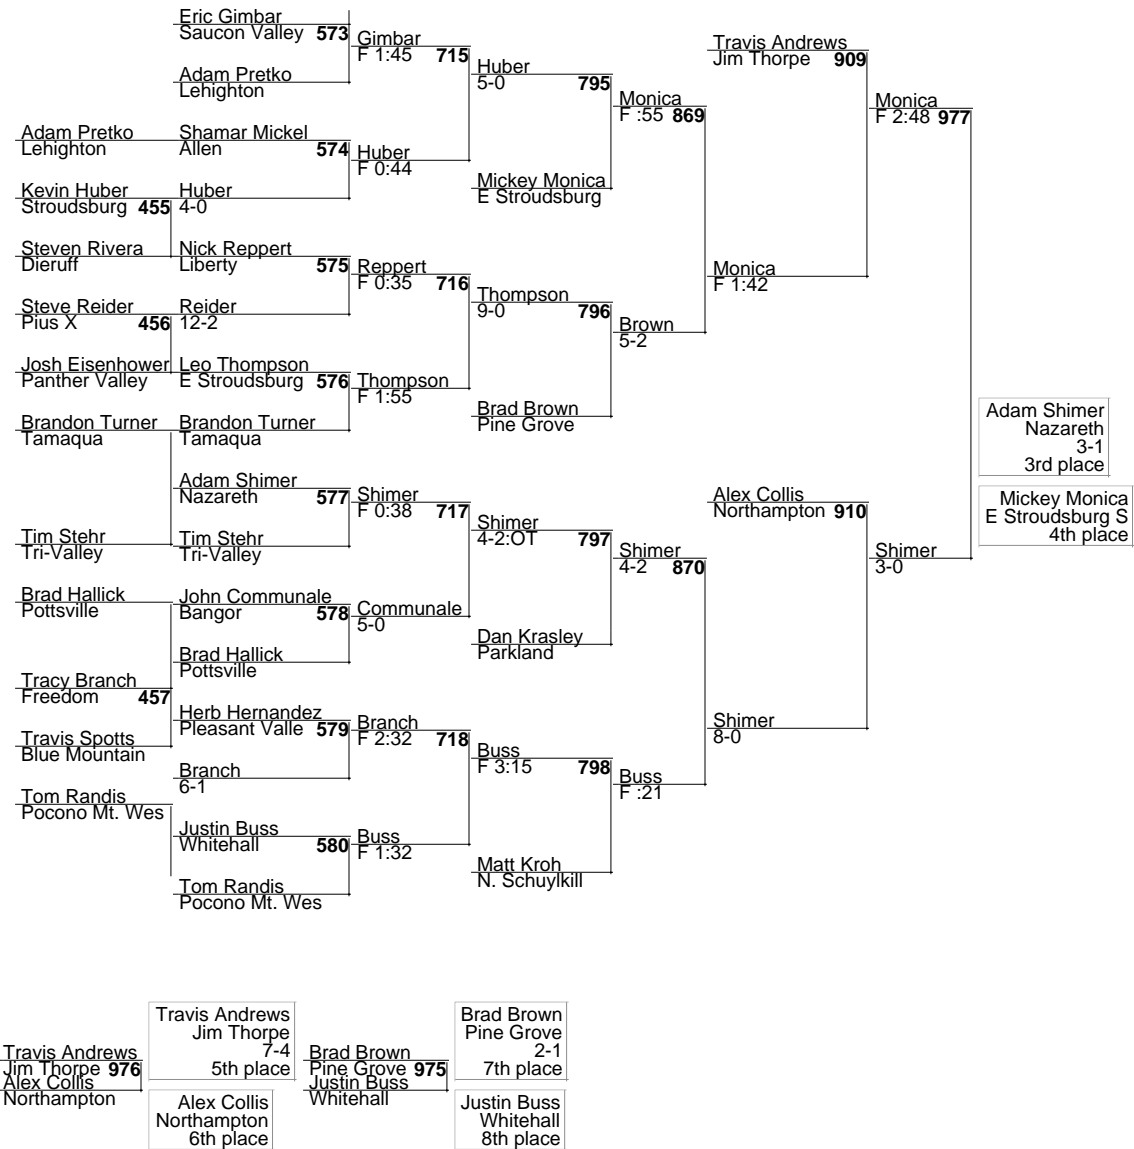 Eric Gimbar
Saucon Valley 573
Gimbar
F 1:45 715
Adam Pretko
Lehighton
Huber
5-0 795
Travis Andrews
Jim Thorpe 909
Monica
F :55 869
Monica
F 2:48 977
Adam Pretko
Lehighton
Shamar Mickel
Allen 574
Huber
F 0:44
Kevin Huber
Stroudsburg 455
Huber
4-0
Mickey Monica
E Stroudsburg
Steven Rivera
Dieruff
Nick Reppert
Liberty 575
Reppert
F 0:35 716
Monica
F 1:42
Steve Reider
Pius X 456
Reider
12-2
Thompson
9-0 796
Brown
5-2
Josh Eisenhower
Panther Valley
Leo Thompson
E Stroudsburg 576
Thompson
F 1:55
Brandon Turner
Tamaqua
Brandon Turner
Tamaqua
Brad Brown
Pine Grove
Adam Shimer
Nazareth
3-1
3rd place
Adam Shimer
Nazareth 577
Shimer
F 0:38 717
Alex Collis
Northampton 910
Mickey Monica
E Stroudsburg S
4th place
Tim Stehr
Tri-Valley
Tim Stehr
Tri-Valley
Shimer
4-2:OT 797
Shimer
4-2 870
Shimer
3-0
Brad Hallick
Pottsville
John Communale
Bangor 578
Communale
5-0
Brad Hallick
Pottsville
Dan Krasley
Parkland
Tracy Branch
Freedom 457
Herb Hernandez
Pleasant Valle 579
Branch
F 2:32 718
Shimer
8-0
Travis Spotts
Blue Mountain
Branch
6-1
Buss
F 3:15 798
Buss
F :21
Tom Randis
Pocono Mt. Wes
Justin Buss
Whitehall 580
Buss
F 1:32
Matt Kroh
N. Schuylkill
Tom Randis
Pocono Mt. Wes
Travis Andrews
Jim Thorpe 976
Alex Collis
Northampton
Travis Andrews
Jim Thorpe
7-4
5th place
Alex Collis
Northampton
6th place
Brad Brown
Pine Grove 975
Justin Buss
Whitehall
Brad Brown
Pine Grove
2-1
7th place
Justin Buss
Whitehall
8th place